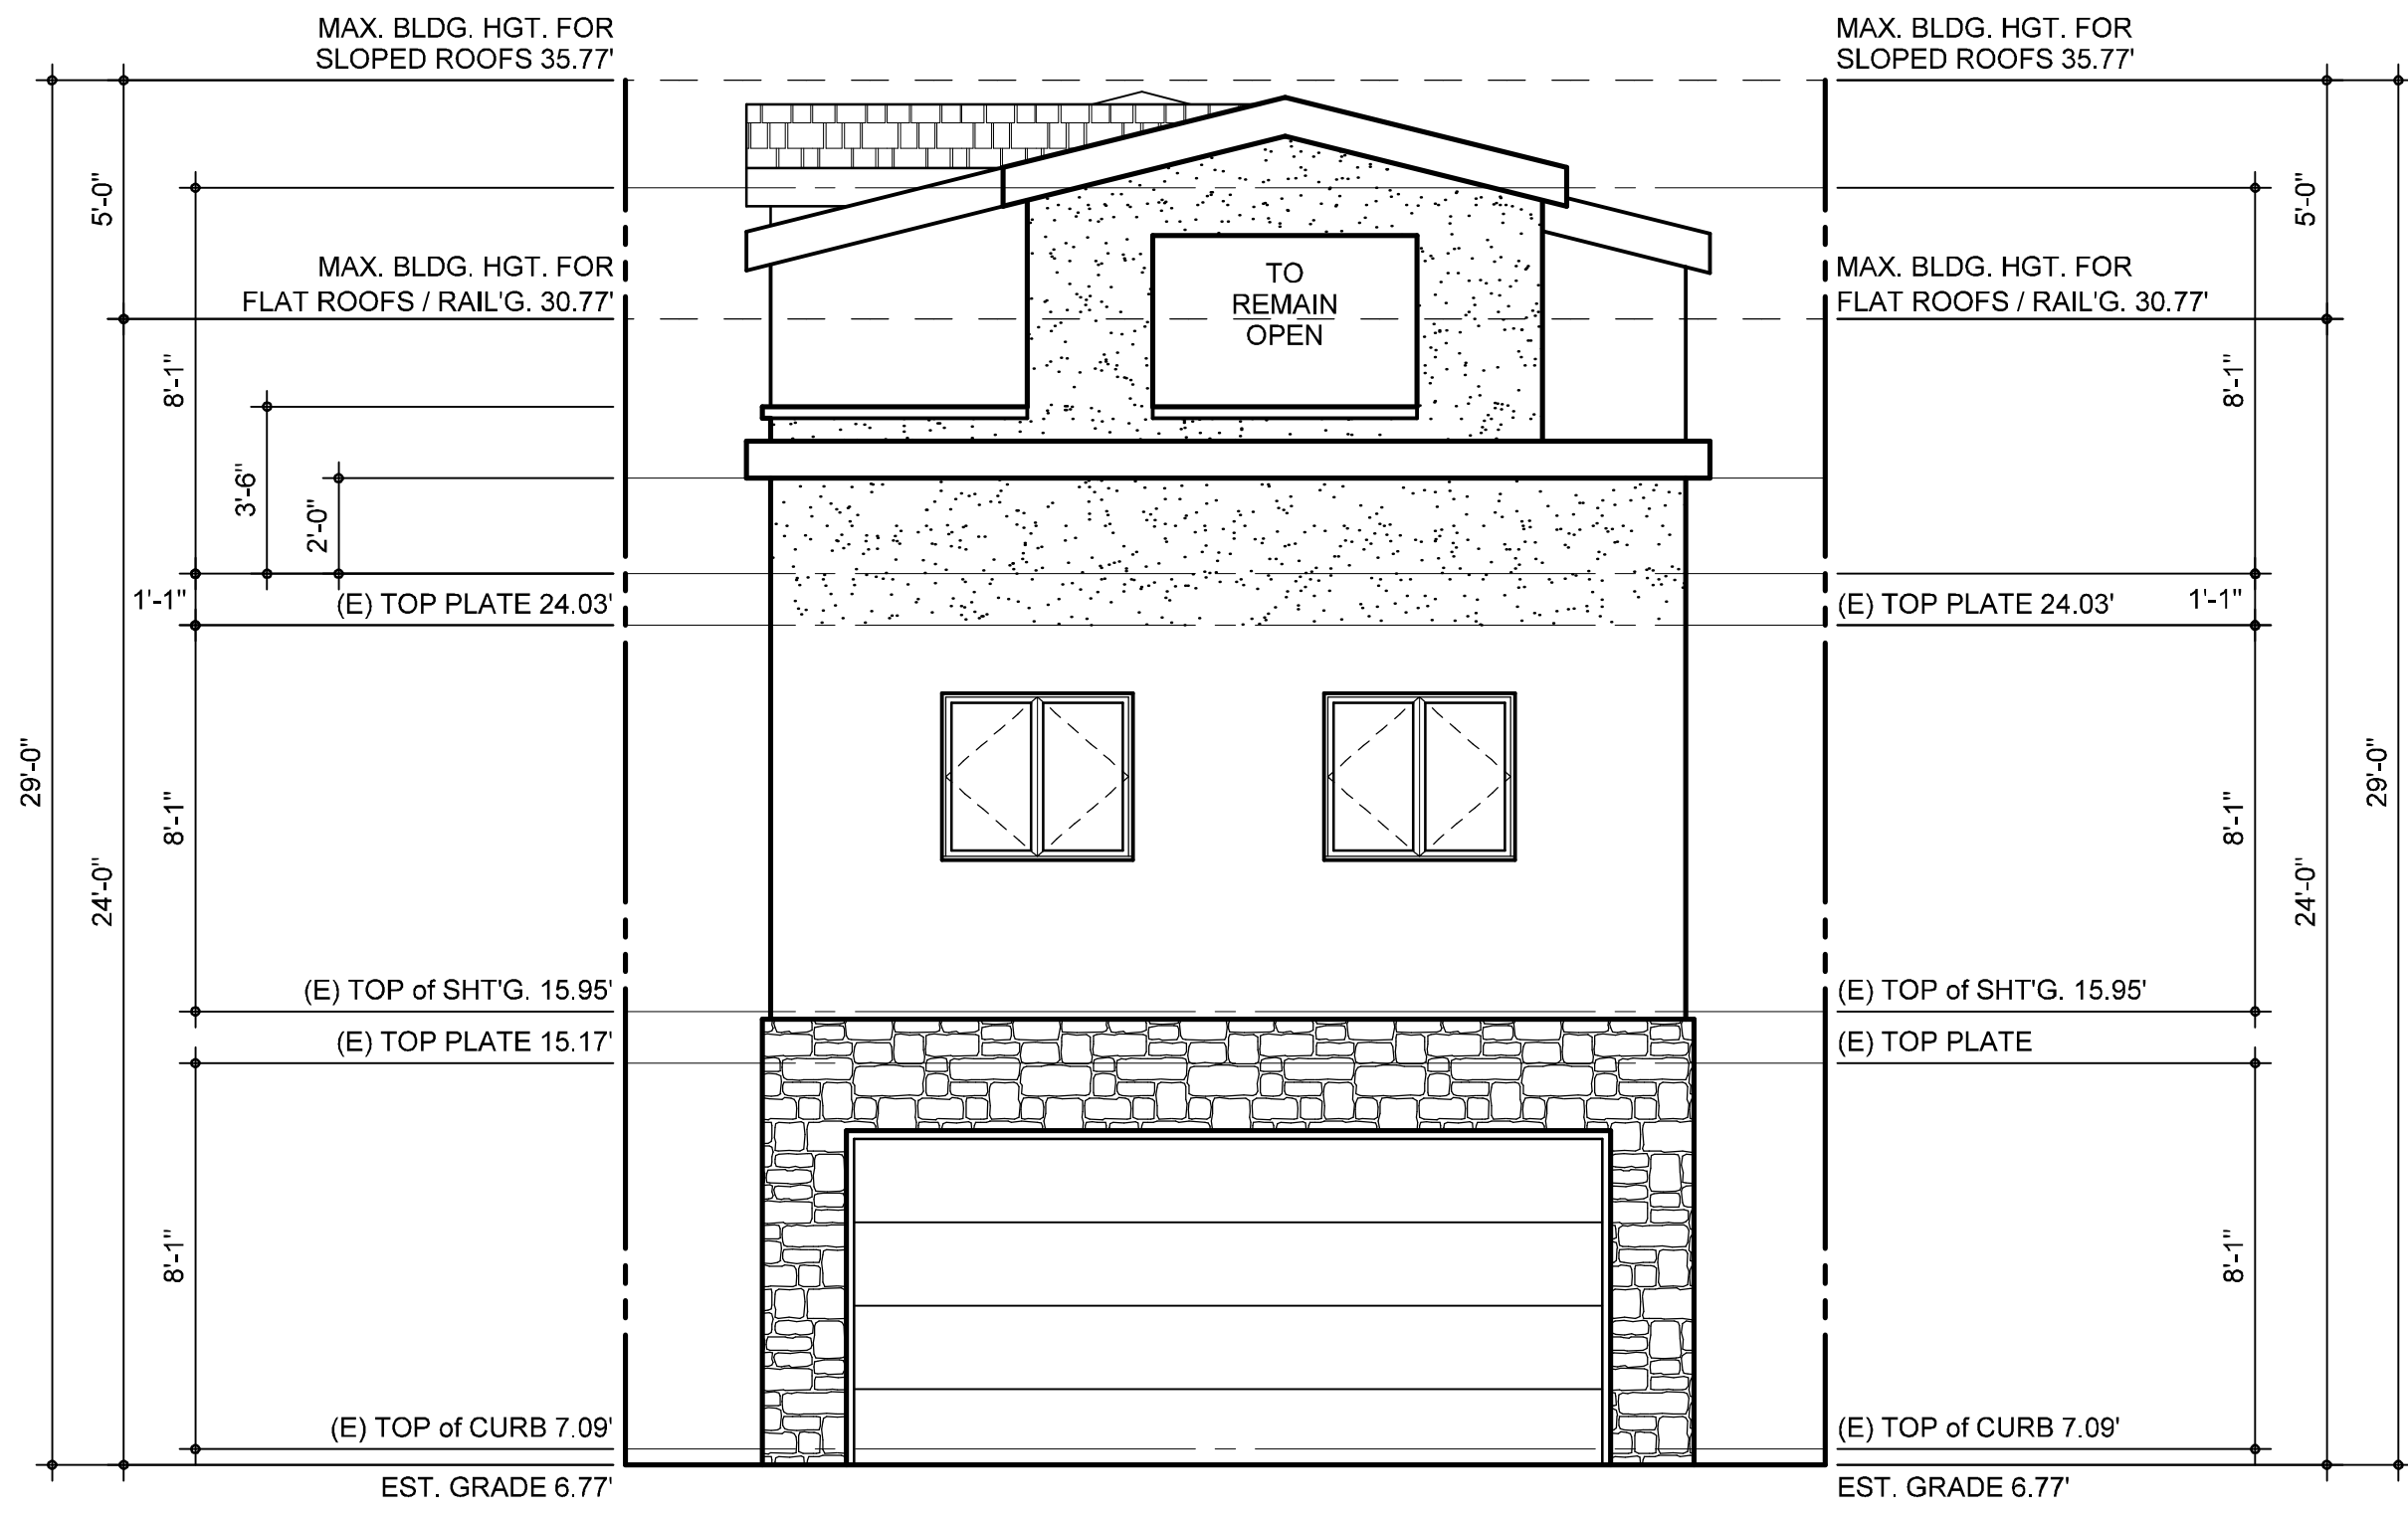 MAX. BLDG. HGT. FOR
SLOPED ROOFS 35.77'
MAX. BLDG. HGT. FOR
SLOPED ROOFS 35.77'
5'-0"
5'-0"
MAX. BLDG. HGT. FOR
FLAT ROOFS / RAIL'G. 30.77'
TO
REMAIN
OPEN
MAX. BLDG. HGT. FOR
FLAT ROOFS / RAIL'G. 30.77'
8'-1"
8'-1"
3'-6"
2'-0"
1'-1"
(E) TOP PLATE 24.03'
(E) TOP PLATE 24.03'
1'-1"
29'-0"
8'-1"
24'-0"
8'-1"
24'-0"
29'-0"
(E) TOP of SHT'G. 15.95'
(E) TOP of SHT'G. 15.95'
(E) TOP PLATE 15.17'
(E) TOP PLATE
8'-1"
8'-1"
(E) TOP of CURB 7.09'
(E) TOP of CURB 7.09'
EST. GRADE 6.77'
EST. GRADE 6.77'